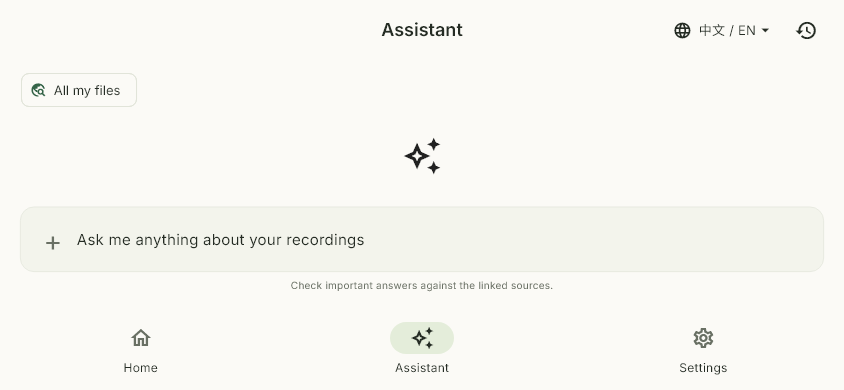 Assistant
中文 / EN
All my files
Ask me anything about your recordings
Check important answers against the linked sources.
Home
Assistant
Settings